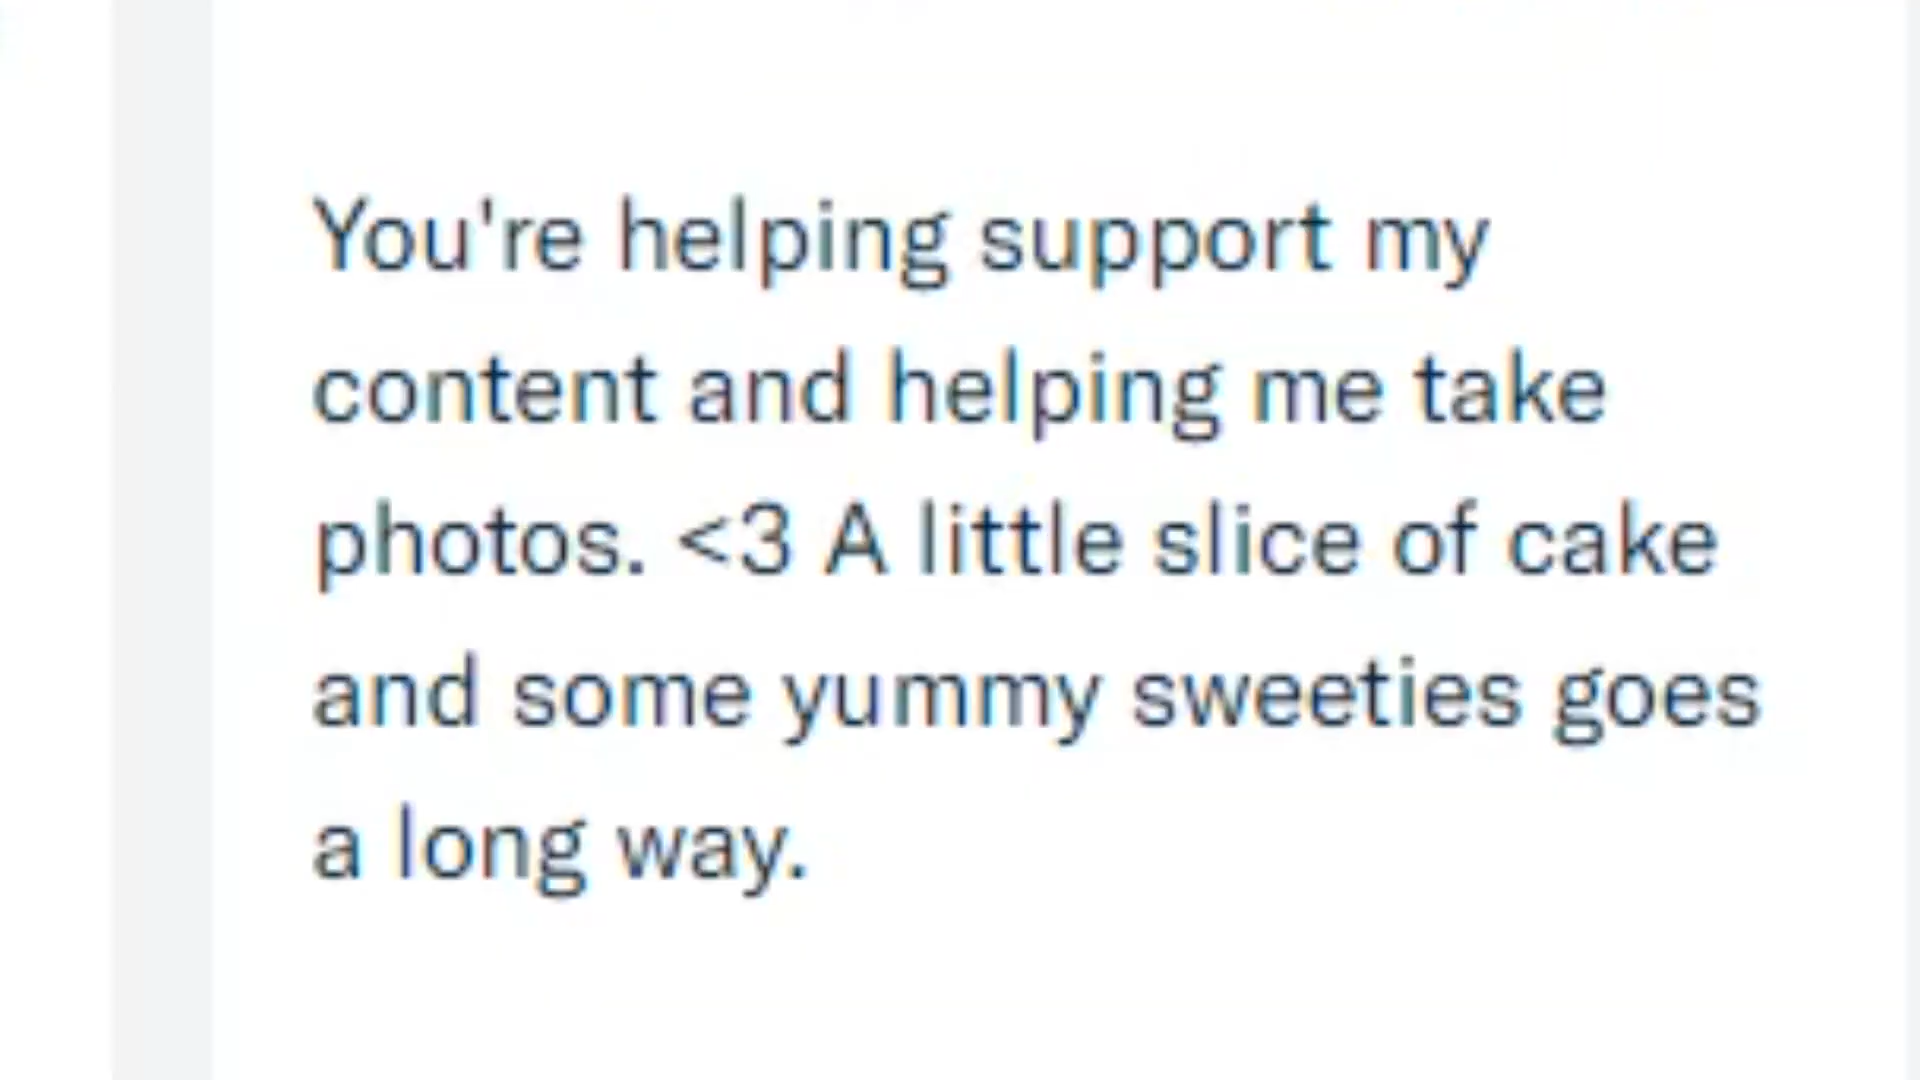 You're helping support my
content and helping me take
photos. <3 A little slice of cake
and some yummy sweeties goes
a long way.